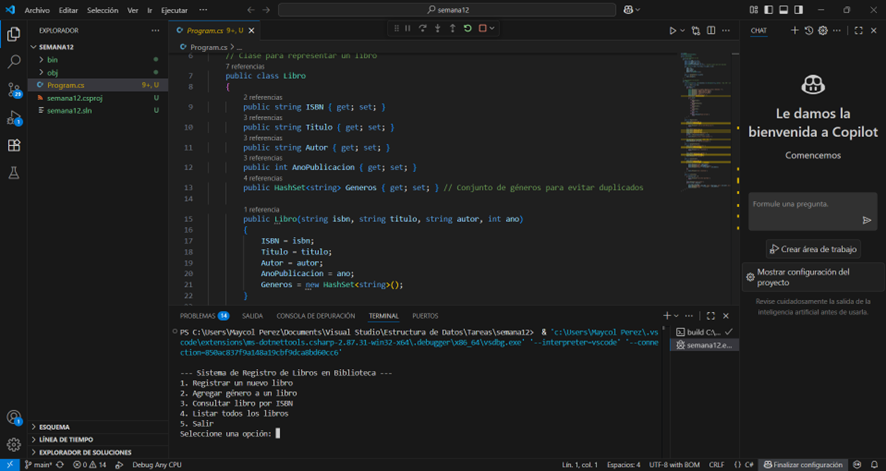 Archivo Editar Selección Ver Ir Ejecutar ··· semana12
EXPLORADOR ···
SEMANA12
bin
obj
Program.cs 9+, U
semana12.csproj U
semana12.sln U
29
1
1
ESQUEMA
LÍNEA DE TIEMPO
EXPLORADOR DE SOLUCIONES
Program.cs 9+, U
Program.cs > ...
6 // Clase para representar un libro
7 referencias
7 public class Libro
8 {
2 referencias
9 public string ISBN { get; set; }
3 referencias
10 public string Titulo { get; set; }
3 referencias
11 public string Autor { get; set; }
3 referencias
12 public int AnoPublicacion { get; set; }
4 referencias
13 public HashSet<string> Generos { get; set; } // Conjunto de géneros para evitar duplicados
14
1 referencia
15 public Libro(string isbn, string titulo, string autor, int ano)
16 {
17 ISBN = isbn;
18 Titulo = titulo;
19 Autor = autor;
20 AnoPublicacion = ano;
21 Generos = new HashSet<string>();
22 }
PROBLEMAS 14 SALIDA CONSOLA DE DEPURACIÓN TERMINAL PUERTOS
PS C:\Users\Maycol Perez\Documents\Visual Studio\Estructura de Datos\Tareas\semana12> & 'c:\Users\Maycol Perez\.vs
code\extensions\ms-dotnettools.csharp-2.87.31-win32-x64\.debugger\x86_64\vsdbg.exe' '--interpreter=vscode' '--conne
ction=850ac837f9a148a19cbf9dca8bd60cc6'
--- Sistema de Registro de Libros en Biblioteca ---
1. Registrar un nuevo libro
2. Agregar género a un libro
3. Consultar libro por ISBN
4. Listar todos los libros
5. Salir
Seleccione una opción:
build C:\...
semana12.e...
CHAT
Le damos la
bienvenida a Copilot
Comencemos
Formule una pregunta.
Crear área de trabajo
Mostrar configuración del
proyecto
Revise cuidadosamente la salida de la
inteligencia artificial antes de usarla.
main* 0 14 Debug Any CPU Lín. 1, col. 1 Espacios: 4 UTF-8 with BOM CRLF {} C# Finalizar configuración